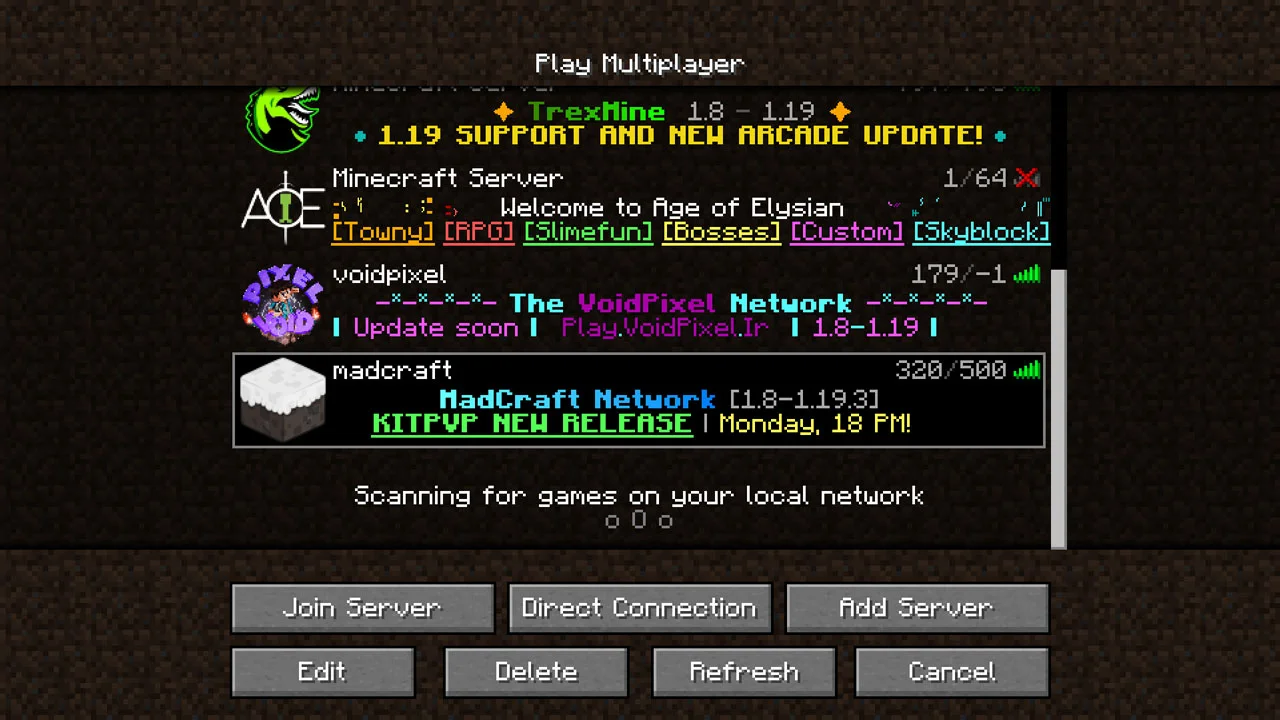 Play Multiplayer
TrexMine 1.8 - 1.19
1.19 SUPPORT AND NEW ARCADE UPDATE!
AOE
Minecraft Server 1/64
Welcome to Age of Elysian
[Towny] [RPG] [Slimefun] [Bosses] [Custom] [Skyblock]
PIXEL
VOID
voidpixel 179/-1
-*-*-*-*- The VoidPixel Network -*-*-*-*-
| Update soon | Play.VoidPixel.Ir | 1.8-1.19 |
madcraft 320/500
MadCraft Network [1.8-1.19.3]
KITPVP NEW RELEASE | Monday, 18 PM!
Scanning for games on your local network
o O o
Join Server Direct Connection Add Server
Edit Delete Refresh Cancel